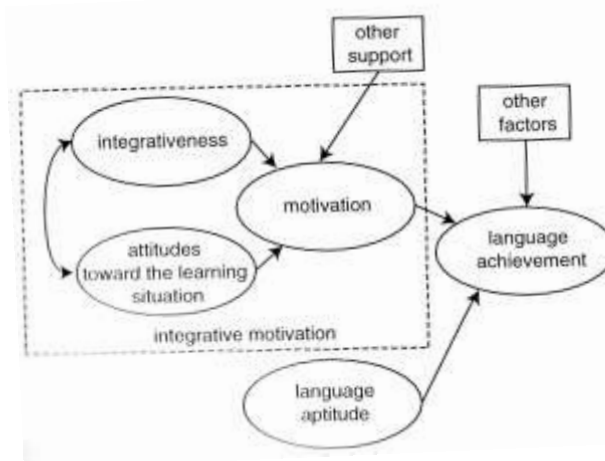 other
support
other
factors
integrativeness
motivation
attitudes
toward the learning
situation
language
achievement
integrative motivation
language
aptitude